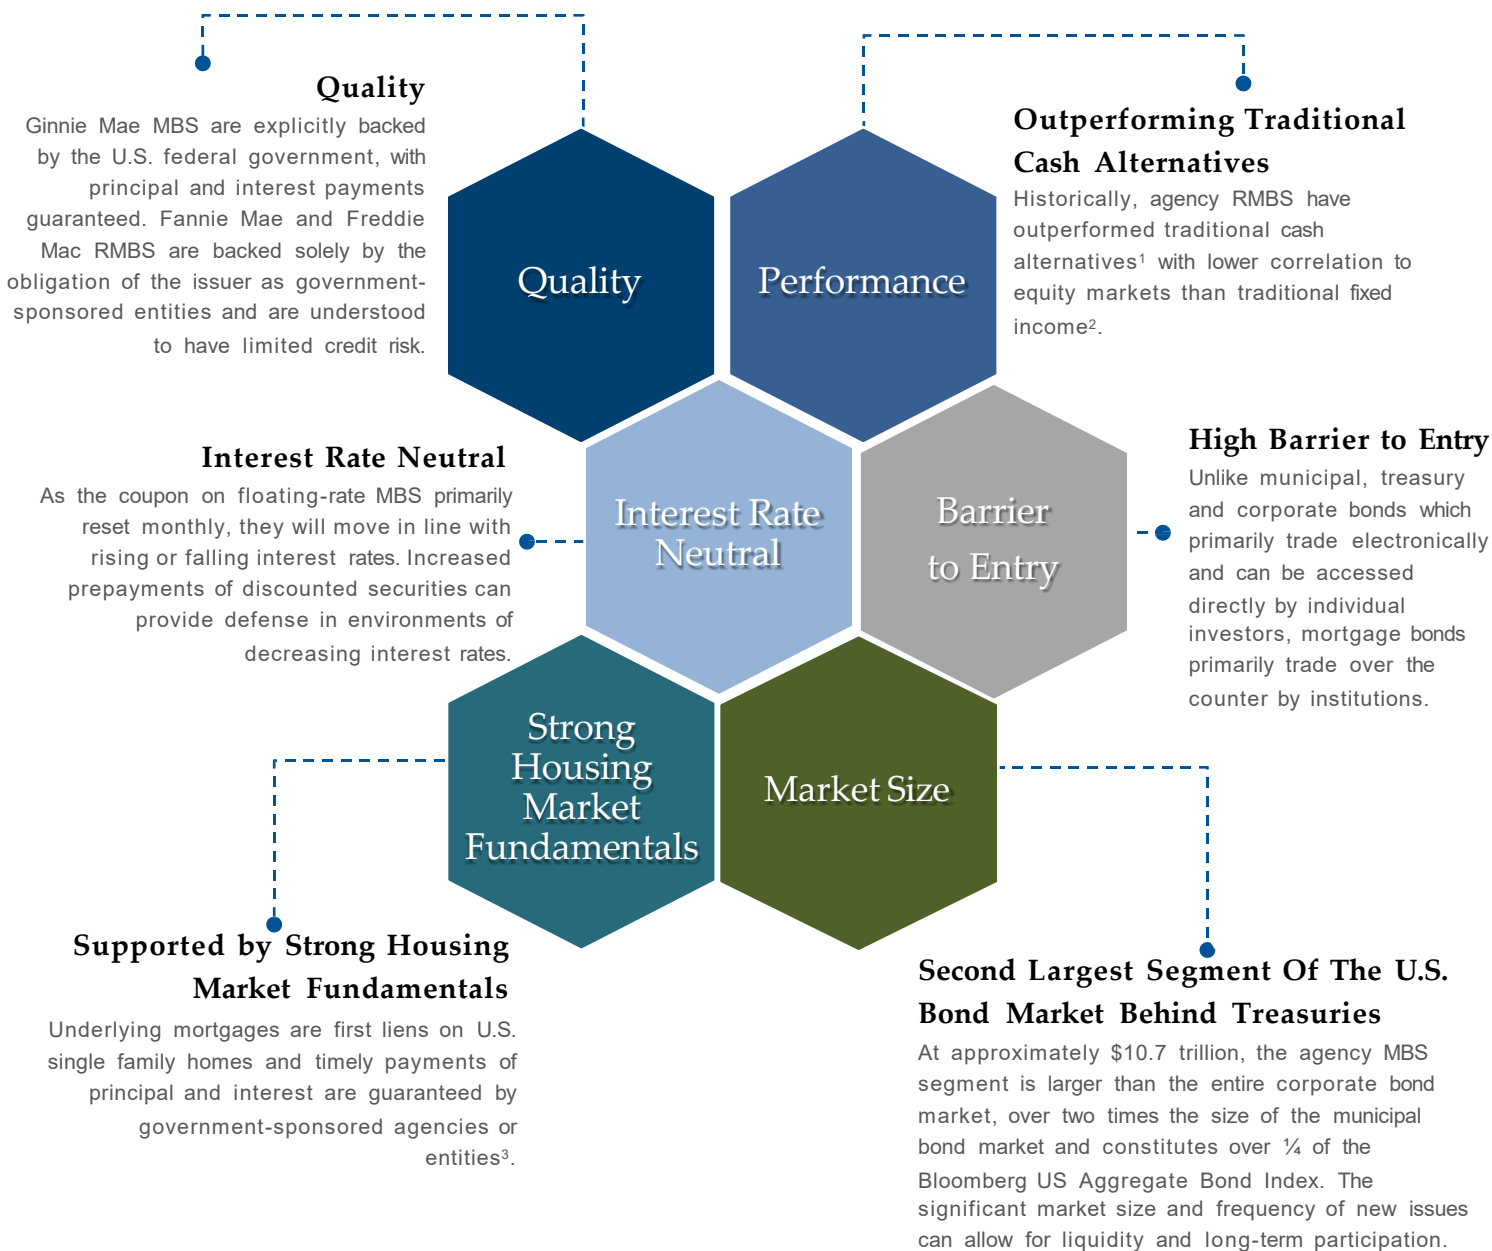 Quality
Ginnie Mae MBS are explicitly backed
by the U.S. federal government, with
principal and interest payments
guaranteed. Fannie Mae and Freddie
Mac RMBS are backed solely by the
obligation of the issuer as government-
sponsored entities and are understood
to have limited credit risk.
Quality
Performance
Outperforming Traditional
Cash Alternatives
Historically, agency RMBS have
outperformed traditional cash
alternatives¹ with lower correlation to
equity markets than traditional fixed
income².
Interest Rate Neutral
As the coupon on floating-rate MBS primarily
reset monthly, they will move in line with
rising or falling interest rates. Increased
prepayments of discounted securities can
provide defense in environments of
decreasing interest rates.
Interest Rate
Neutral
Barrier
to Entry
High Barrier to Entry
Unlike municipal, treasury
and corporate bonds which
primarily trade electronically
and can be accessed
directly by individual
investors, mortgage bonds
primarily trade over the
counter by institutions.
Strong
Housing
Market
Fundamentals
Market Size
Supported by Strong Housing
Market Fundamentals
Underlying mortgages are first liens on U.S.
single family homes and timely payments of
principal and interest are guaranteed by
government-sponsored agencies or
entities³.
Second Largest Segment Of The U.S.
Bond Market Behind Treasuries
At approximately $10.7 trillion, the agency MBS
segment is larger than the entire corporate bond
market, over two times the size of the municipal
bond market and constitutes over ¼ of the
Bloomberg US Aggregate Bond Index. The
significant market size and frequency of new issues
can allow for liquidity and long-term participation.